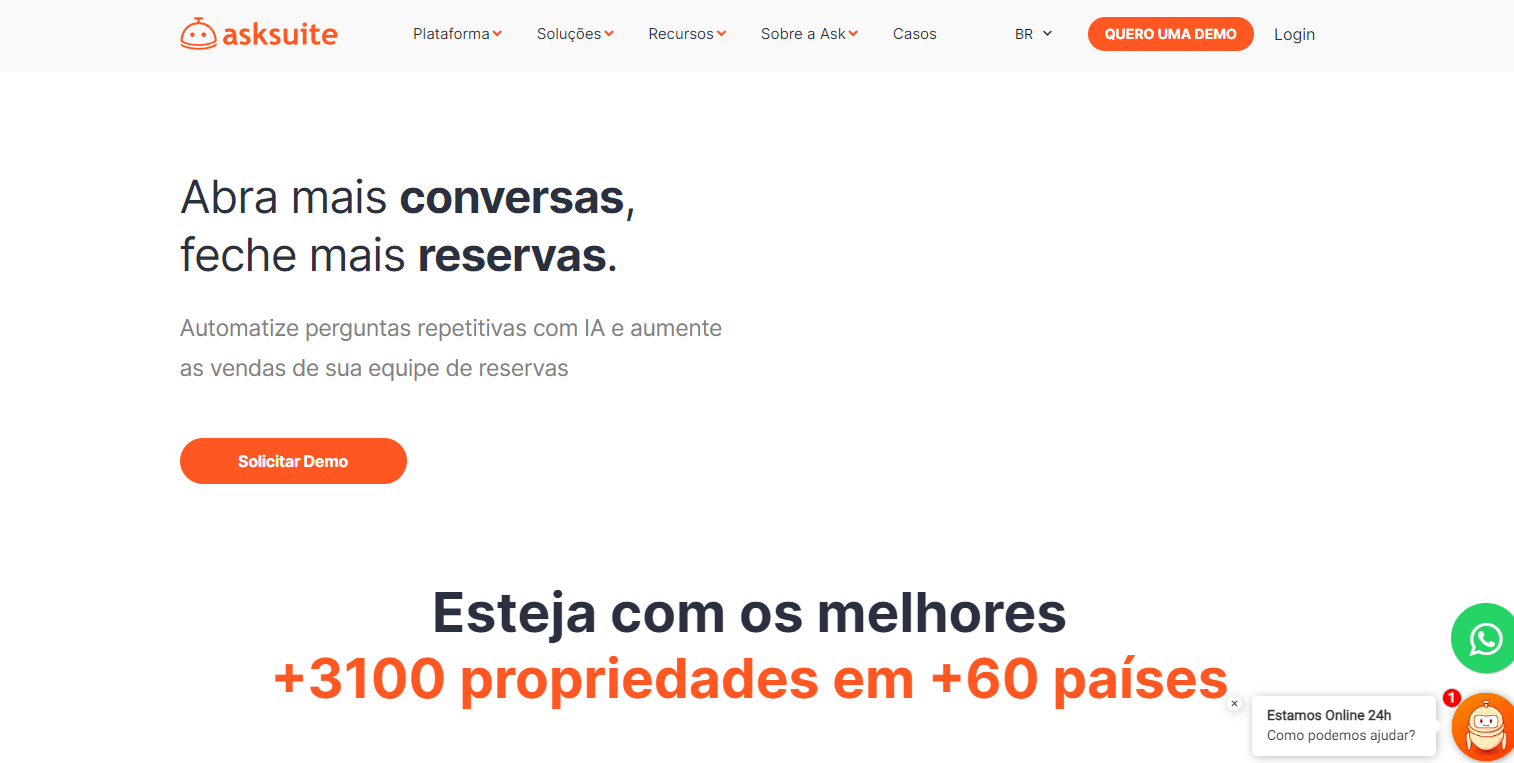 asksuite
Plataforma
Soluções
Recursos
Sobre a Ask
Casos
BR
QUERO UMA DEMO
Login
Abra mais conversas,
feche mais reservas.
Automatize perguntas repetitivas com IA e aumente
as vendas de sua equipe de reservas
Solicitar Demo
Esteja com os melhores
+3100 propriedades em +60 países
×
1
Estamos Online 24h
Como podemos ajudar?